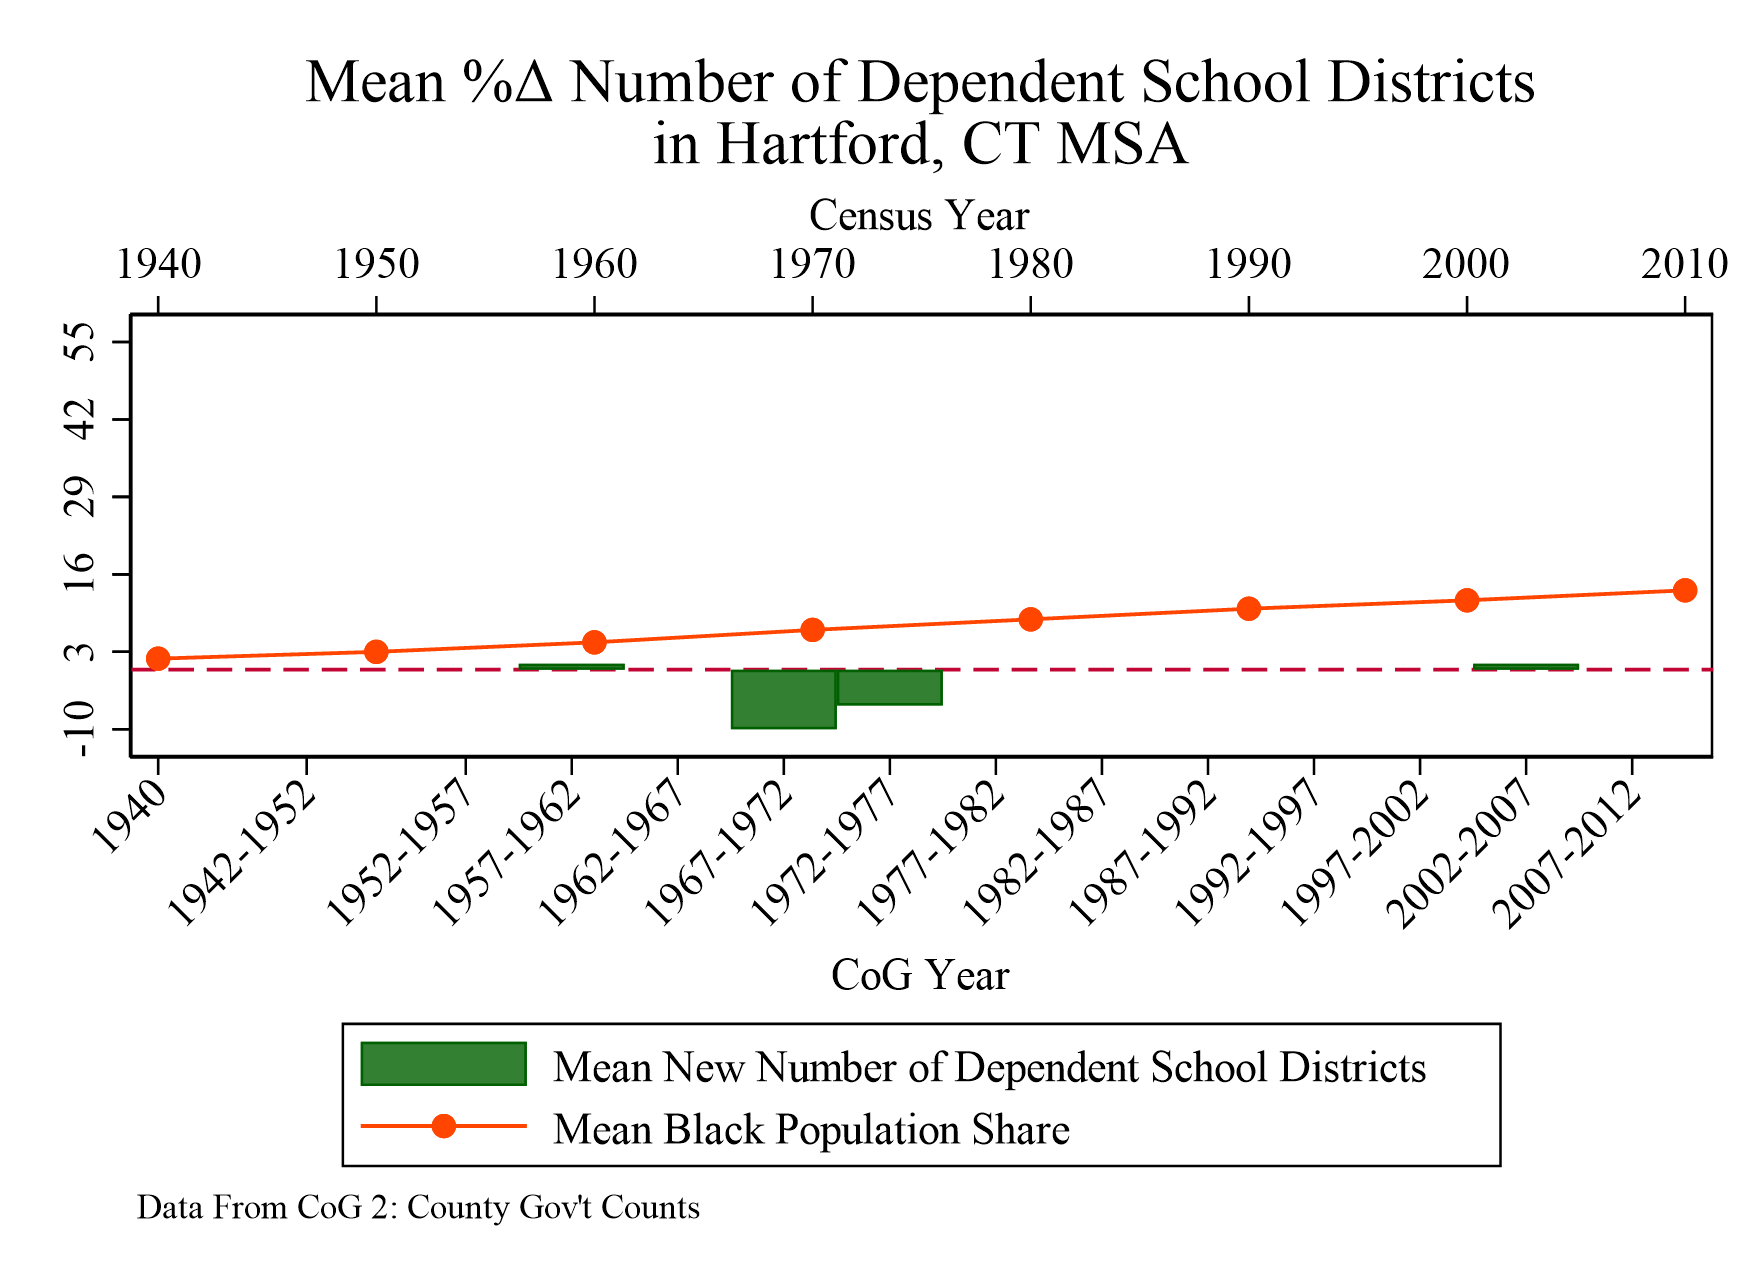 Mean %Δ Number of Dependent School Districts
in Hartford, CT MSA
Census Year
1940 1950 1960 1970 1980 1990 2000 2010
55
42
29
16
3
-10
1940 1942-1952 1952-1957 1957-1962 1962-1967 1967-1972 1972-1977 1977-1982 1982-1987 1987-1992 1992-1997 1997-2002 2002-2007 2007-2012
CoG Year
Mean New Number of Dependent School Districts
Mean Black Population Share
Data From CoG 2: County Gov't Counts